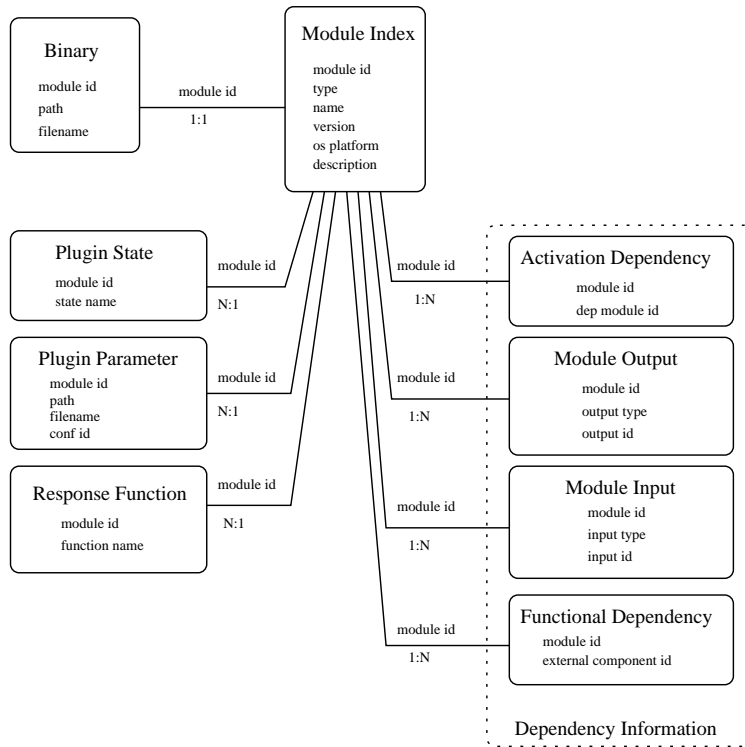 Binary
module id
path
filename
module id
1:1
Module Index
module id
type
name
version
os platform
description
Plugin State
module id
state name
module id
N:1
Plugin Parameter
module id
path
filename
conf id
module id
N:1
Response Function
module id
function name
module id
N:1
module id
1:N
Activation Dependency
module id
dep module id
module id
1:N
Module Output
module id
output type
output id
module id
1:N
Module Input
module id
input type
input id
module id
1:N
Functional Dependency
module id
external component id
Dependency Information